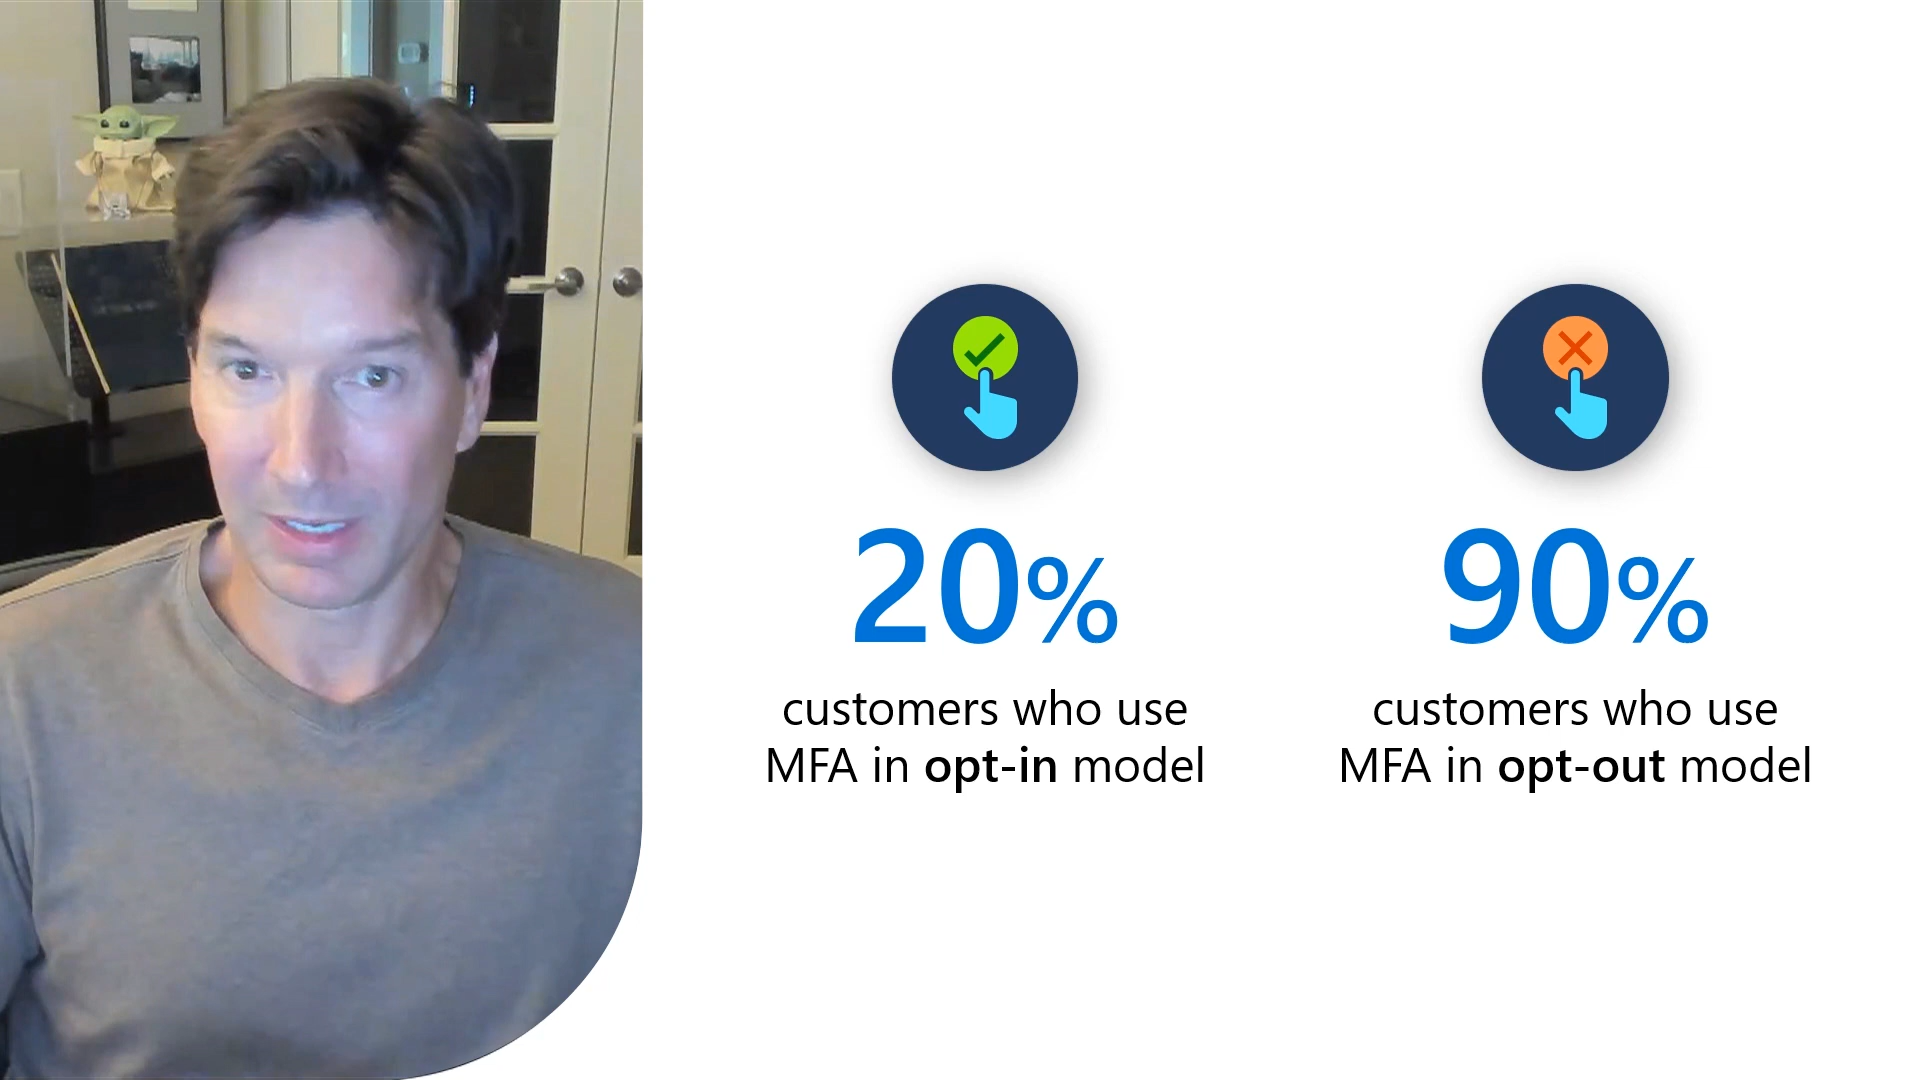 20%
customers who use
MFA in opt-in model
90%
customers who use
MFA in opt-out model